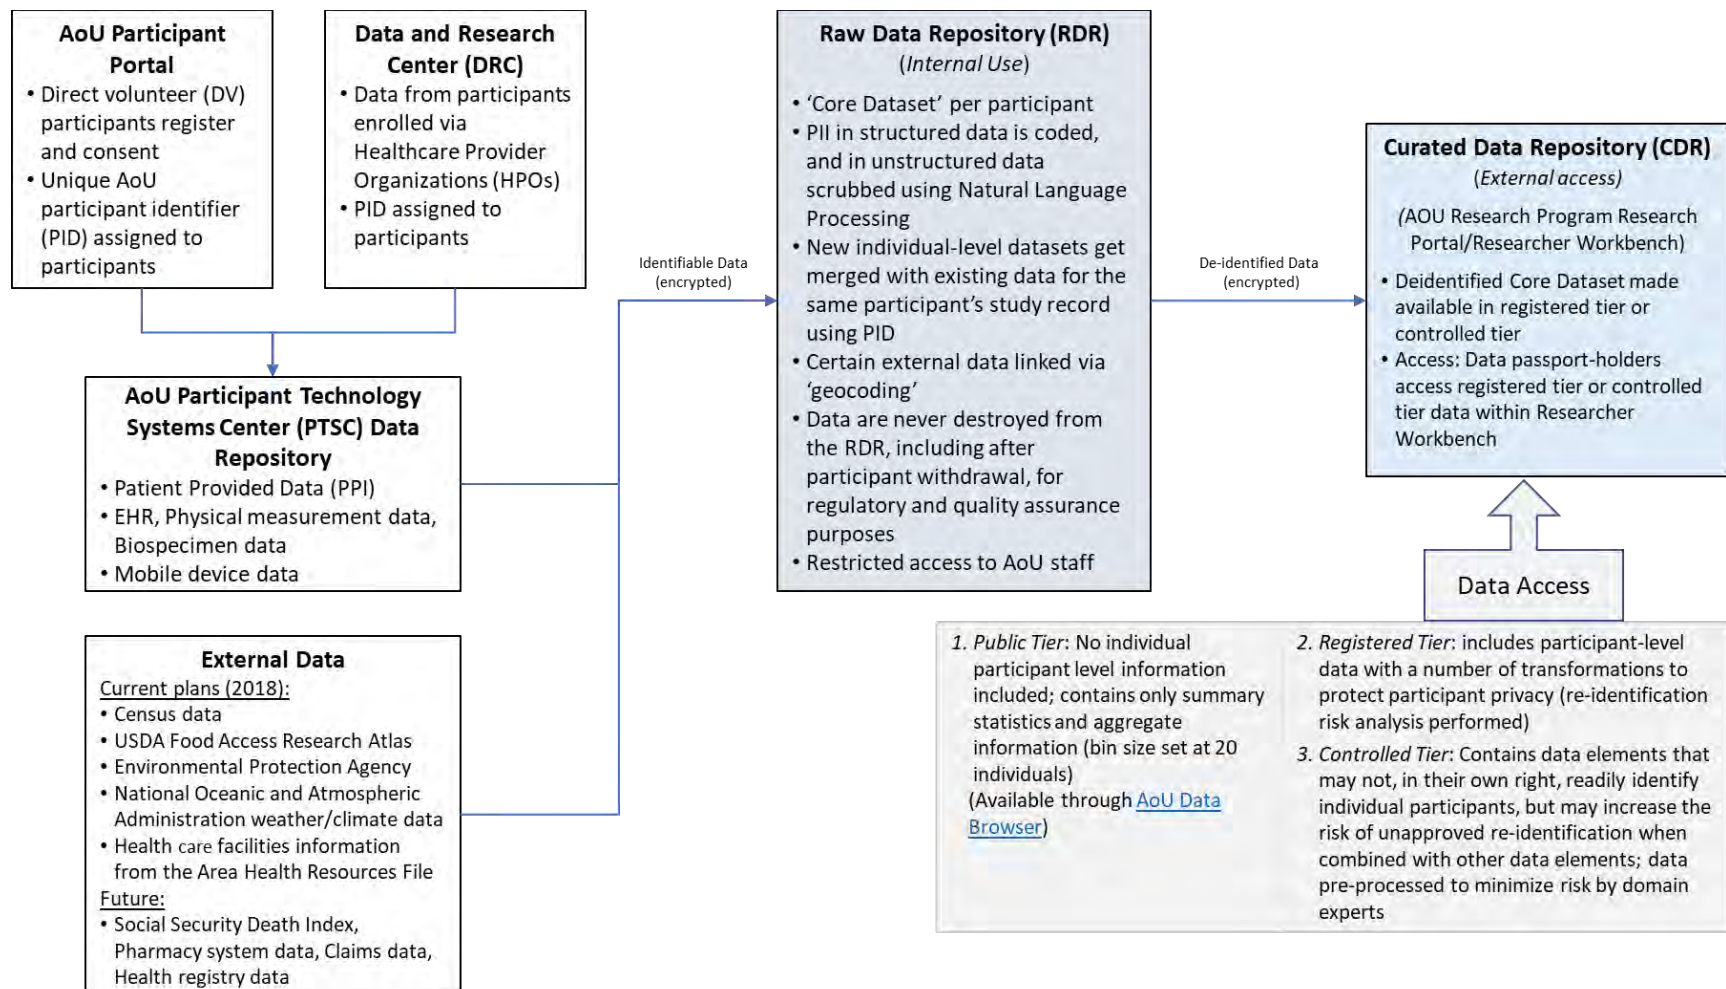 AoU Participant
Portal
• Direct volunteer (DV)
participants register
and consent
• Unique AoU
participant identifier
(PID) assigned to
participants
Data and Research
Center (DRC)
• Data from participants
enrolled via
Healthcare Provider
Organizations (HPOs)
• PID assigned to
participants
AoU Participant Technology
Systems Center (PTSC) Data
Repository
• Patient Provided Data (PPI)
• EHR, Physical measurement data,
Biospecimen data
• Mobile device data
External Data
Current plans (2018):
• Census data
• USDA Food Access Research Atlas
• Environmental Protection Agency
• National Oceanic and Atmospheric
Administration weather/climate data
• Health care facilities information
from the Area Health Resources File
Future:
• Social Security Death Index,
Pharmacy system data, Claims data,
Health registry data
Identifiable Data
(encrypted)
Raw Data Repository (RDR)
(Internal Use)
• ‘Core Dataset’ per participant
• PII in structured data is coded,
and in unstructured data
scrubbed using Natural Language
Processing
• New individual-level datasets get
merged with existing data for the
same participant’s study record
using PID
• Certain external data linked via
‘geocoding’
• Data are never destroyed from
the RDR, including after
participant withdrawal, for
regulatory and quality assurance
purposes
• Restricted access to AoU staff
De-identified Data
(encrypted)
Curated Data Repository (CDR)
(External access)
(AOU Research Program Research
Portal/Researcher Workbench)
• Deidentified Core Dataset made
available in registered tier or
controlled tier
• Access: Data passport-holders
access registered tier or controlled
tier data within Researcher
Workbench
Data Access
1. Public Tier: No individual
participant level information
included; contains only summary
statistics and aggregate
information (bin size set at 20
individuals)
(Available through AoU Data
Browser)
2. Registered Tier: includes participant-level
data with a number of transformations to
protect participant privacy (re-identification
risk analysis performed)
3. Controlled Tier: Contains data elements that
may not, in their own right, readily identify
individual participants, but may increase the
risk of unapproved re-identification when
combined with other data elements; data
pre-processed to minimize risk by domain
experts